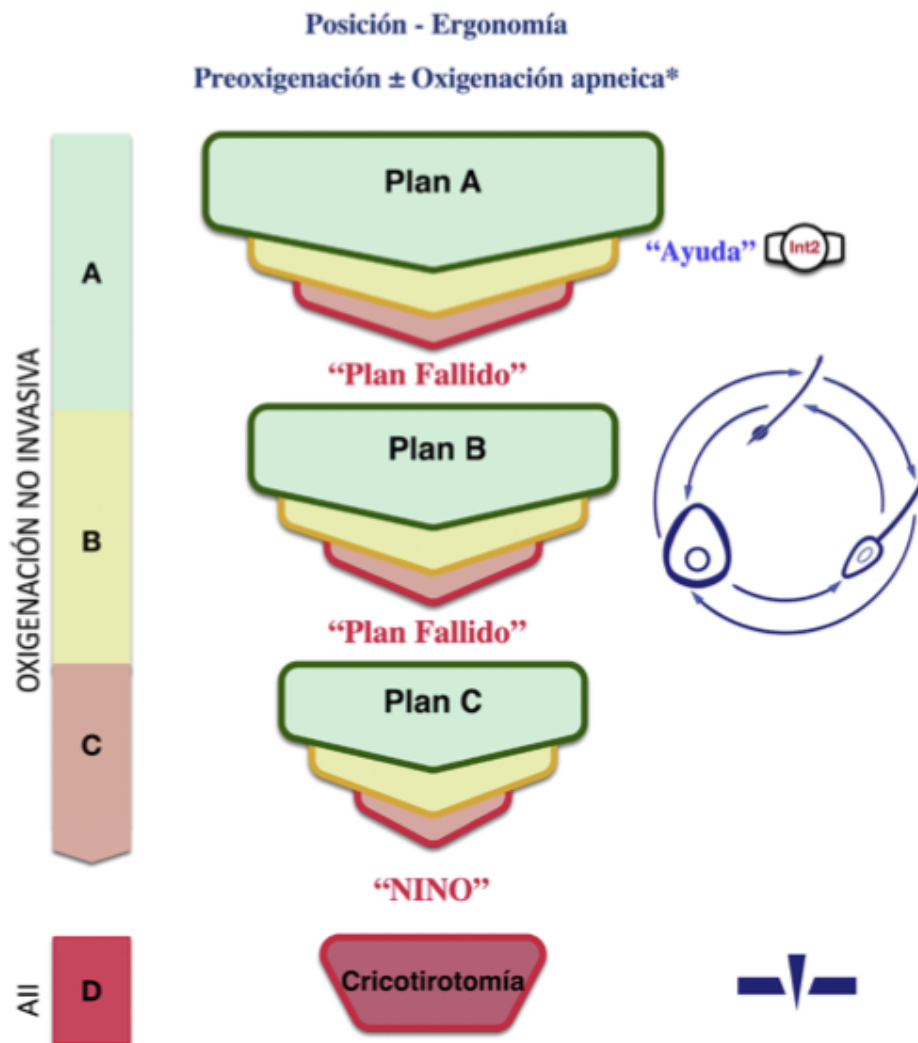 Posición - Ergonomía
Preoxigenación ± Oxigenación apneica*
Plan A
“Ayuda”
Int2
A
“Plan Fallido”
Plan B
B
OXIGENACIÓN NO INVASIVA
“Plan Fallido”
Plan C
C
“NINO”
AII
D
Cricotirotomía